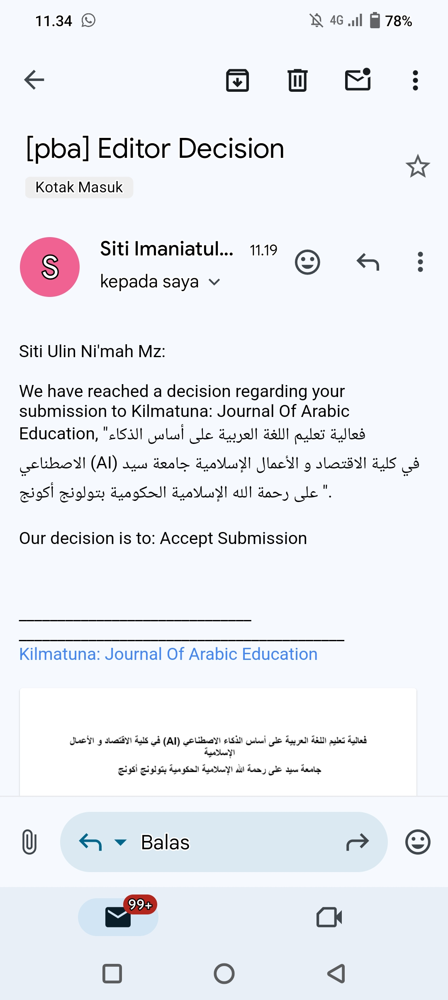 11.34
4G 78%
[pba] Editor Decision
Kotak Masuk
S
Siti Imaniatul... 11.19
kepada saya
Siti Ulin Ni'mah Mz:
We have reached a decision regarding your
submission to Kilmatuna: Journal Of Arabic
Education, "فعالية تعليم اللغة العربية على أساس الذكاء
الاصطناعي (AI) في كلية الاقتصاد و الأعمال الإسلامية جامعة سيد
على رحمة الله الإسلامية الحكومية بتولونج أكونج ".
Our decision is to: Accept Submission
______________________________
__________________________________________
Kilmatuna: Journal Of Arabic Education
فعالية تعليم اللغة العربية على أساس الذكاء الاصطناعي (AI) في كلية الاقتصاد و الأعمال
الإسلامية
جامعة سيد على رحمة الله الإسلامية الحكومية بتولونج أكونج
Balas
99+